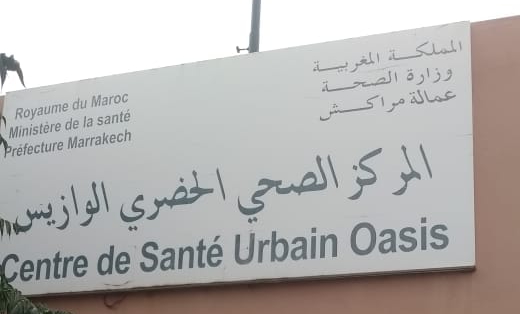 Royaume du Maroc
Ministère de la santé
Préfecture Marrakech
المملكة المغربية
وزارة الصحة
عمالة مراكش
المركز الصحي الحضري الوازيس
Centre de Santé Urbain Oasis